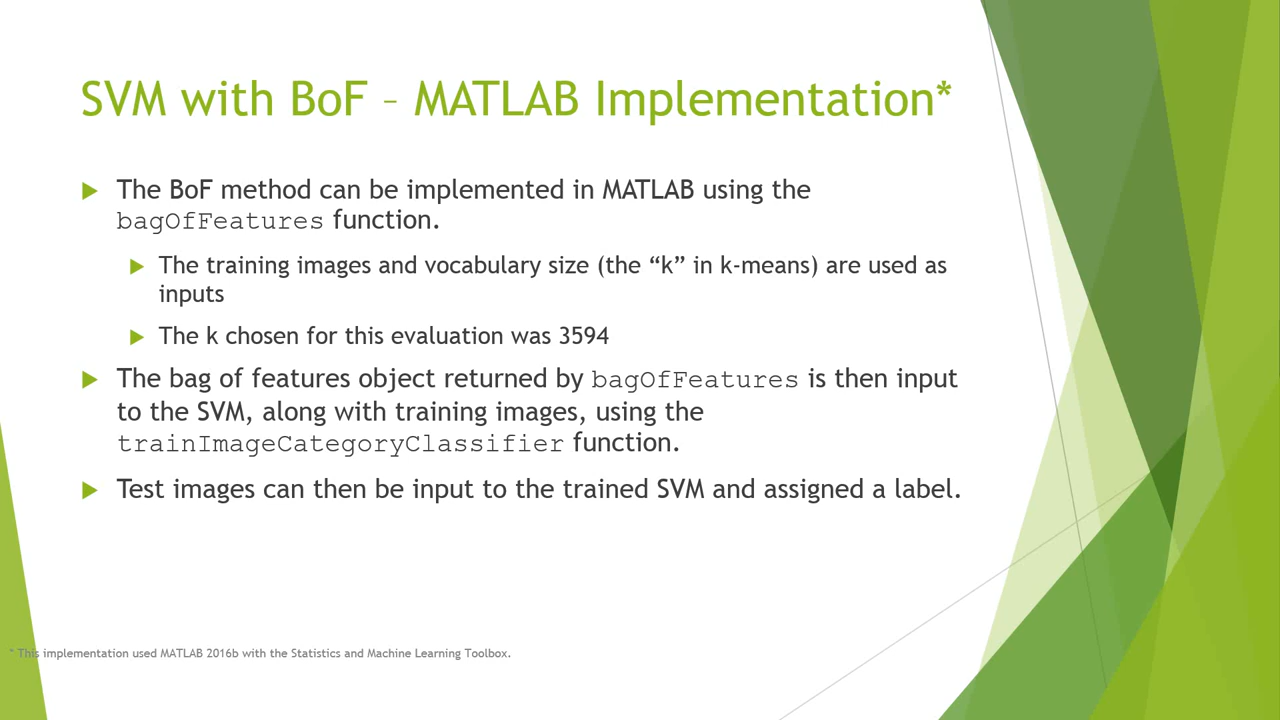 SVM with BoF – MATLAB Implementation*
The BoF method can be implemented in MATLAB using the
bagOfFeatures function.
The training images and vocabulary size (the “k” in k-means) are used as
inputs
The k chosen for this evaluation was 3594
The bag of features object returned by bagOfFeatures is then input
to the SVM, along with training images, using the
trainImageCategoryClassifier function.
Test images can then be input to the trained SVM and assigned a label.
* This implementation used MATLAB 2016b with the Statistics and Machine Learning Toolbox.